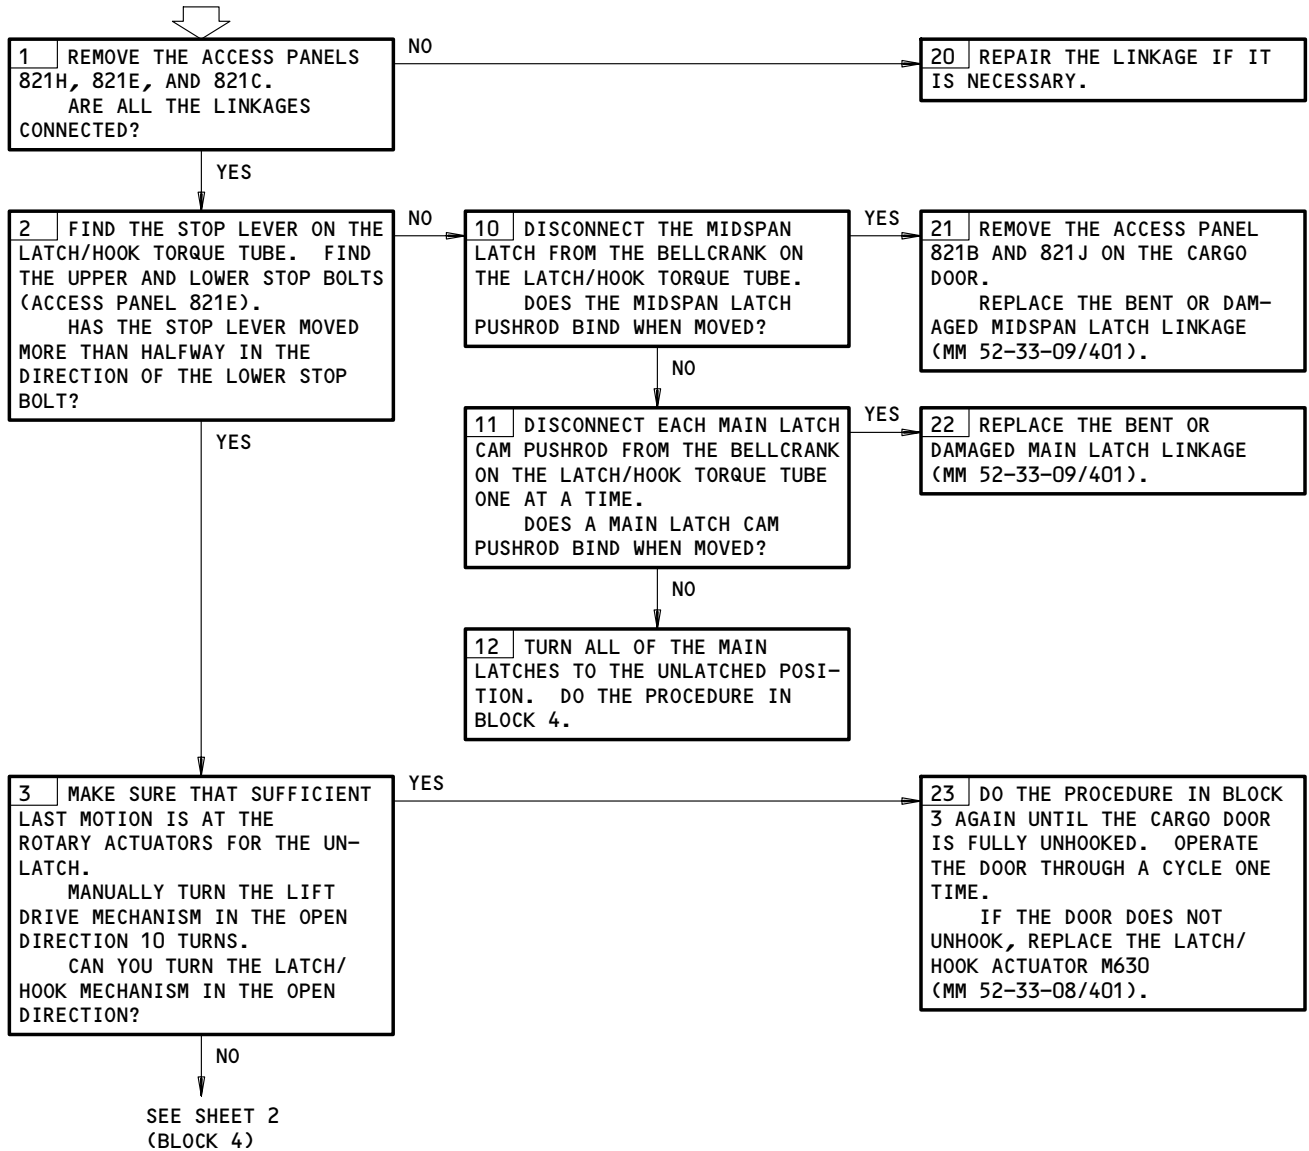 1 REMOVE THE ACCESS PANELS
821H, 821E, AND 821C.
ARE ALL THE LINKAGES
CONNECTED?
NO
20 REPAIR THE LINKAGE IF IT
IS NECESSARY.
YES
2 FIND THE STOP LEVER ON THE
LATCH/HOOK TORQUE TUBE. FIND
THE UPPER AND LOWER STOP BOLTS
(ACCESS PANEL 821E).
HAS THE STOP LEVER MOVED
MORE THAN HALFWAY IN THE
DIRECTION OF THE LOWER STOP
BOLT?
NO
10 DISCONNECT THE MIDSPAN
LATCH FROM THE BELLCRANK ON
THE LATCH/HOOK TORQUE TUBE.
DOES THE MIDSPAN LATCH
PUSHROD BIND WHEN MOVED?
YES
21 REMOVE THE ACCESS PANEL
821B AND 821J ON THE CARGO
DOOR.
REPLACE THE BENT OR DAM-
AGED MIDSPAN LATCH LINKAGE
(MM 52-33-09/401).
NO
11 DISCONNECT EACH MAIN LATCH
CAM PUSHROD FROM THE BELLCRANK
ON THE LATCH/HOOK TORQUE TUBE
ONE AT A TIME.
DOES A MAIN LATCH CAM
PUSHROD BIND WHEN MOVED?
YES
22 REPLACE THE BENT OR
DAMAGED MAIN LATCH LINKAGE
(MM 52-33-09/401).
YES
NO
12 TURN ALL OF THE MAIN
LATCHES TO THE UNLATCHED POSI-
TION. DO THE PROCEDURE IN
BLOCK 4.
3 MAKE SURE THAT SUFFICIENT
LAST MOTION IS AT THE
ROTARY ACTUATORS FOR THE UN-
LATCH.
MANUALLY TURN THE LIFT
DRIVE MECHANISM IN THE OPEN
DIRECTION 10 TURNS.
CAN YOU TURN THE LATCH/
HOOK MECHANISM IN THE OPEN
DIRECTION?
YES
23 DO THE PROCEDURE IN BLOCK
3 AGAIN UNTIL THE CARGO DOOR
IS FULLY UNHOOKED. OPERATE
THE DOOR THROUGH A CYCLE ONE
TIME.
IF THE DOOR DOES NOT
UNHOOK, REPLACE THE LATCH/
HOOK ACTUATOR M630
(MM 52-33-08/401).
NO
SEE SHEET 2
(BLOCK 4)